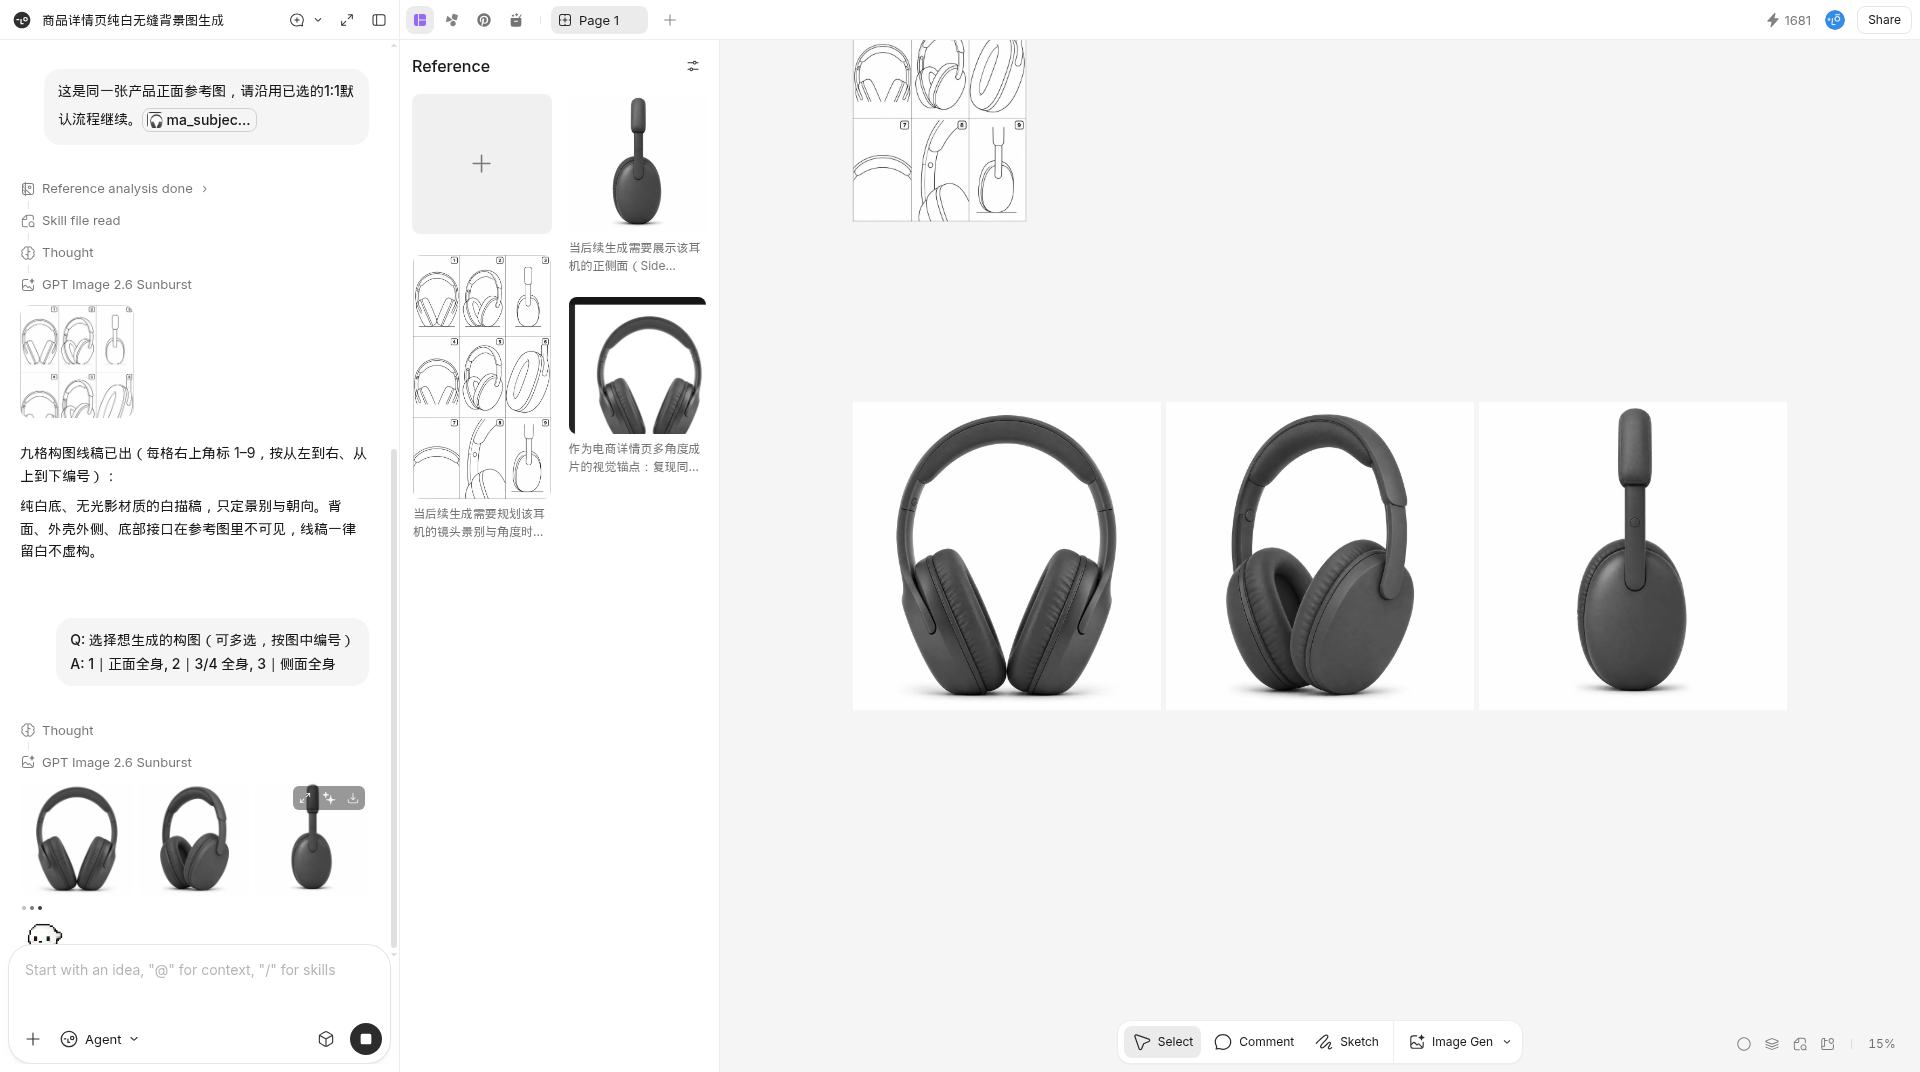 商品详情页纯白无缝背景图生成
Page 1
1681
Share
这是同一张产品正面参考图，请沿用已选的1:1默
认流程继续。 ma_subjec...
Reference analysis done
Skill file read
Thought
GPT Image 2.6 Sunburst
九格构图线稿已出（每格右上角标 1–9，按从左到右、从
上到下编号）：
纯白底、无光影材质的白描稿，只定景别与朝向。背
面、外壳外侧、底部接口在参考图里不可见，线稿一律
留白不虚构。
Q: 选择想生成的构图（可多选，按图中编号）
A: 1｜正面全身, 2｜3/4 全身, 3｜侧面全身
Thought
GPT Image 2.6 Sunburst
Start with an idea, "@" for context, "/" for skills
Agent
Reference
当后续生成需要展示该耳
机的正侧面（Side...
1 2 3
4 5 6
7 8 9
当后续生成需要规划该耳
机的镜头景别与角度时...
作为电商详情页多角度成
片的视觉锚点：复现同...
7 8 9
Select
Comment
Sketch
Image Gen
15%